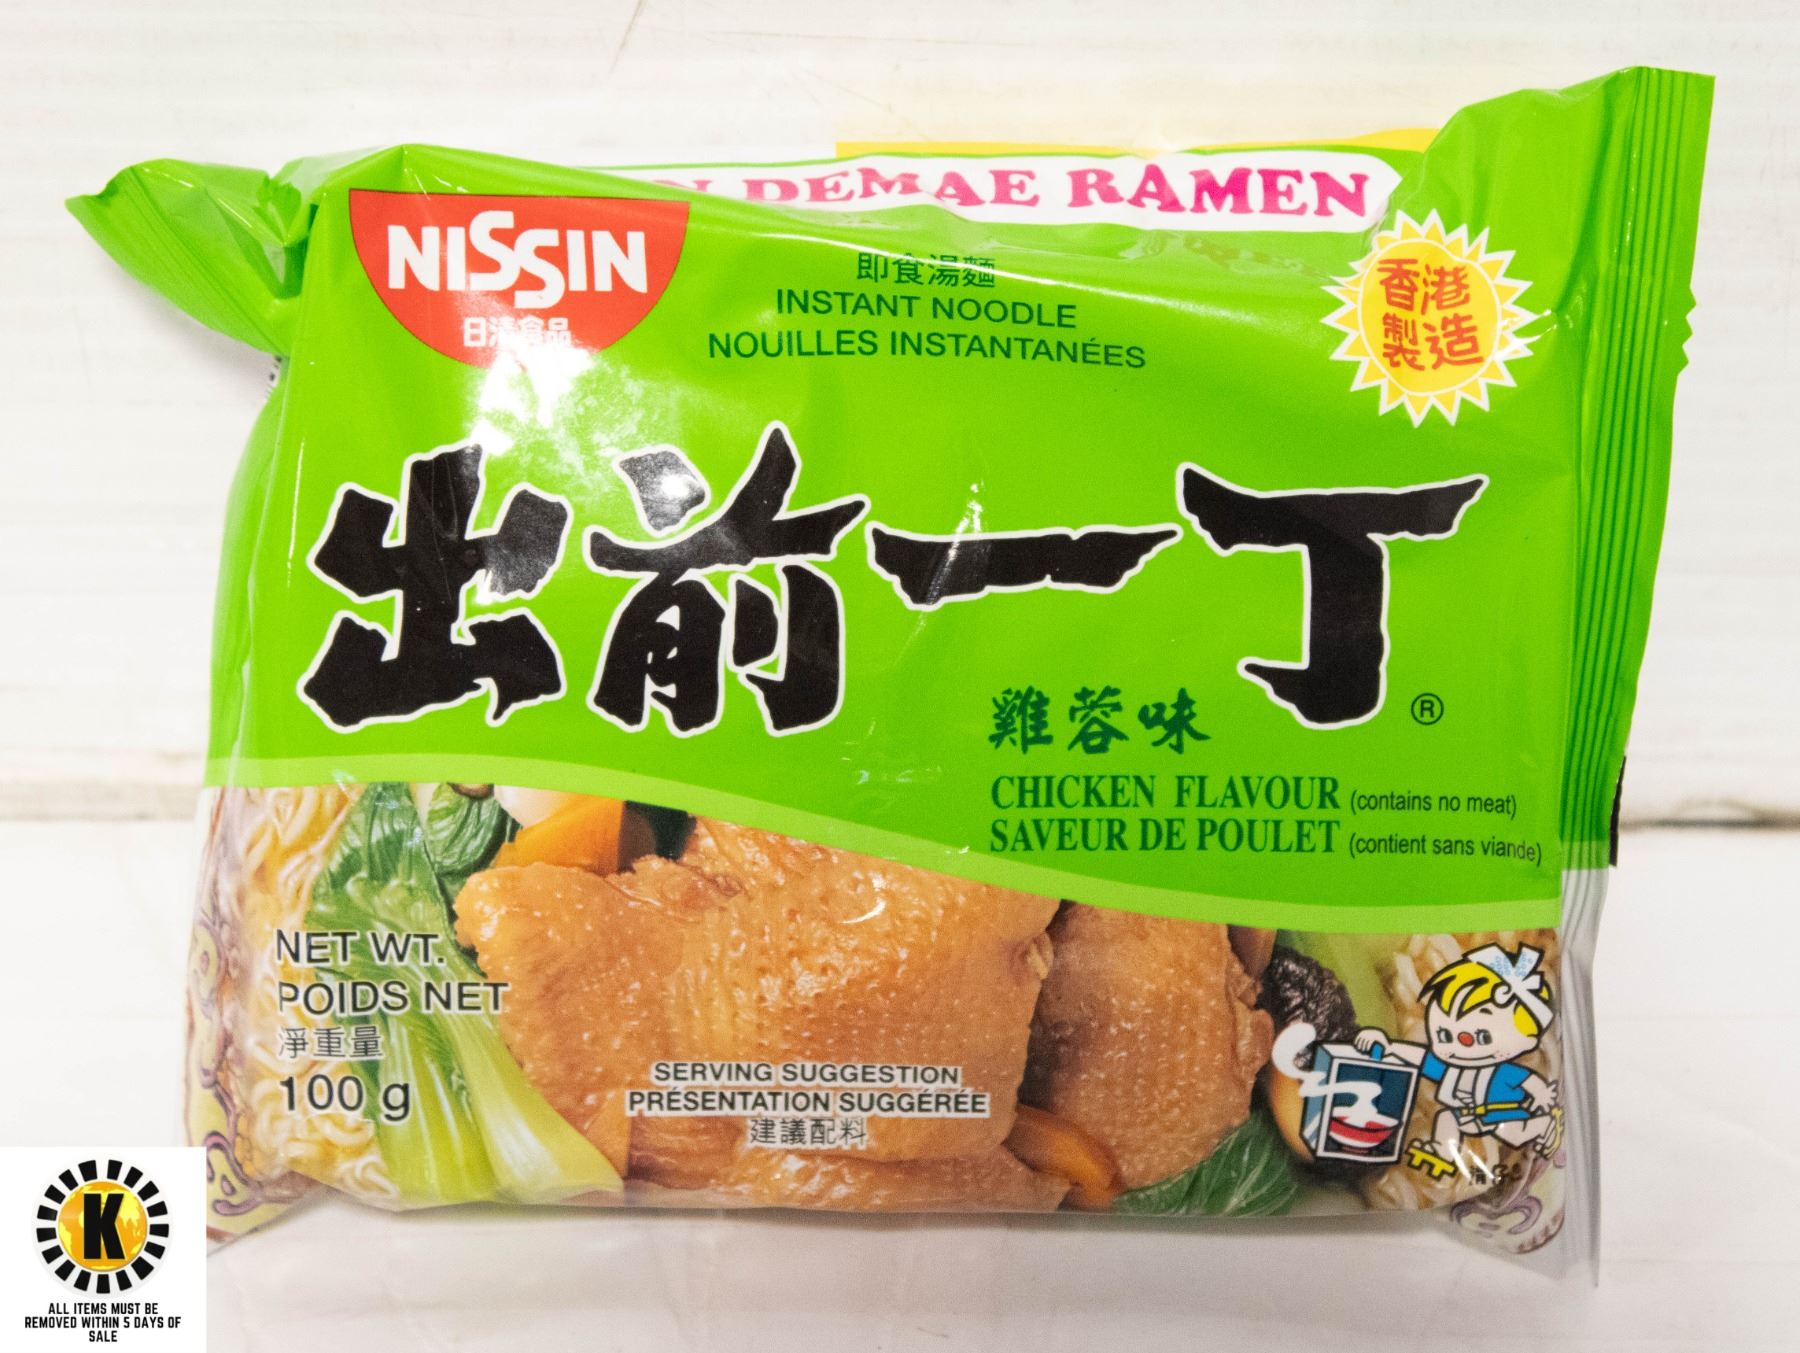 DEMAE RAMEN
NISSIN
日清食品
即食湯麵
INSTANT NOODLE
NOUILLES INSTANTANÉES
香港
製造
出前一丁
®
雞蓉味
CHICKEN FLAVOUR (contains no meat)
SAVEUR DE POULET (contient sans viande)
NET WT.
POIDS NET
淨重量
100 g
SERVING SUGGESTION
PRÉSENTATION SUGGÉRÉE
建議配料
清仔
K
ALL ITEMS MUST BE
REMOVED WITHIN 5 DAYS OF
SALE